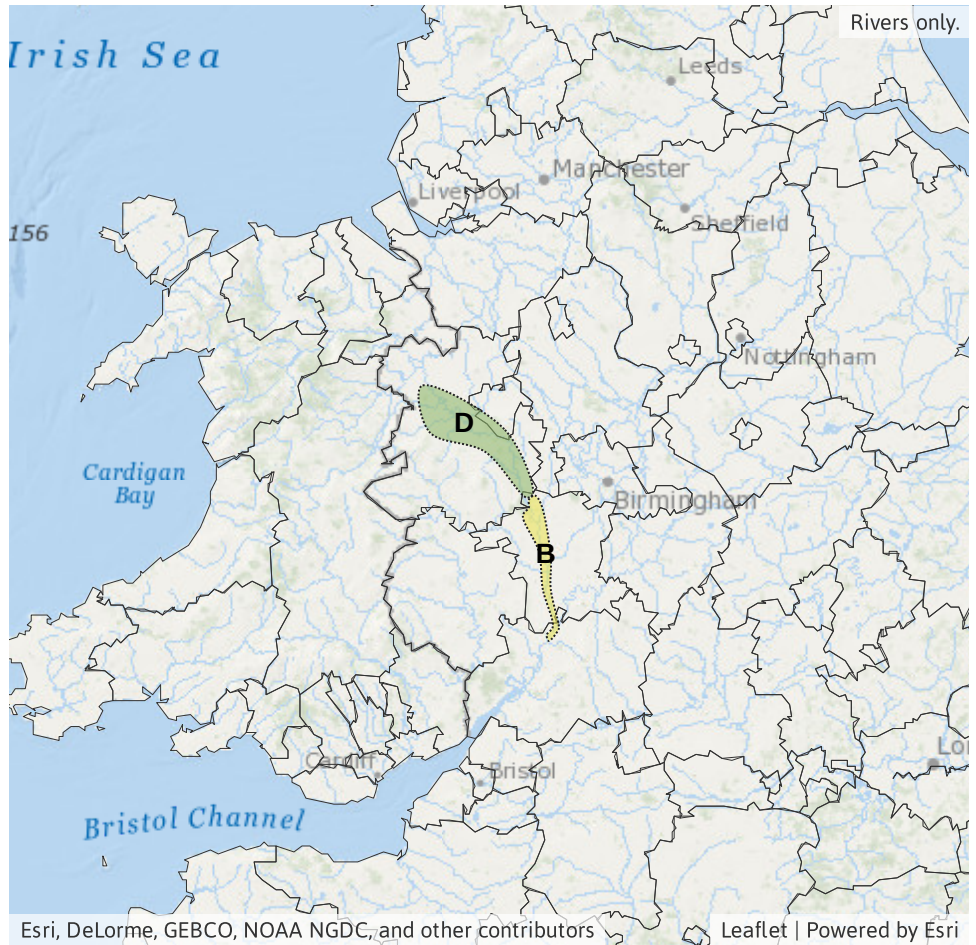 Rivers only.
Irish Sea
Leeds
Manchester
Liverpool
Sheffield
156
Nottingham
D
Cardigan
Bay
Birmingham
B
Cardiff
Bristol
Lo
Bristol Channel
Esri, DeLorme, GEBCO, NOAA NGDC, and other contributors
Leaflet | Powered by Esri